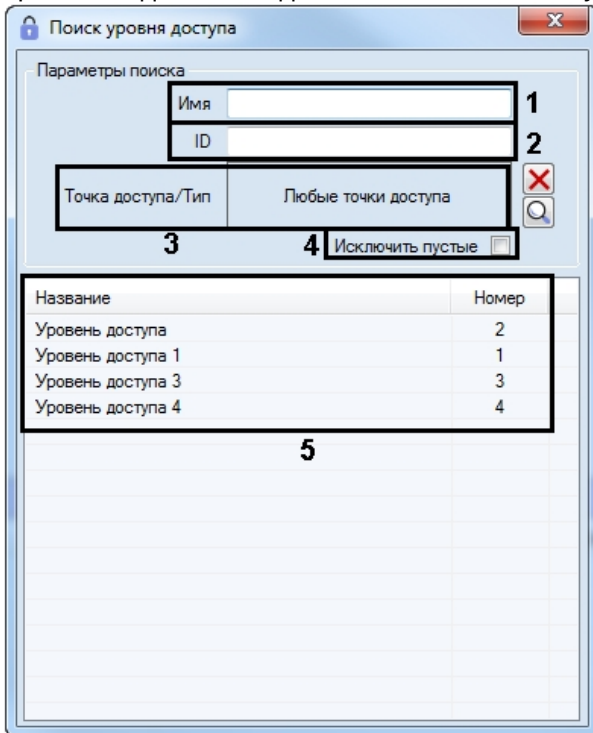 Поиск уровня доступа
Параметры поиска
Имя 1
ID 2
Точка доступа/Тип Любые точки доступа
3 4 Исключить пустые
Название Номер
Уровень доступа 2
Уровень доступа 1 1
Уровень доступа 3 3
Уровень доступа 4 4
5